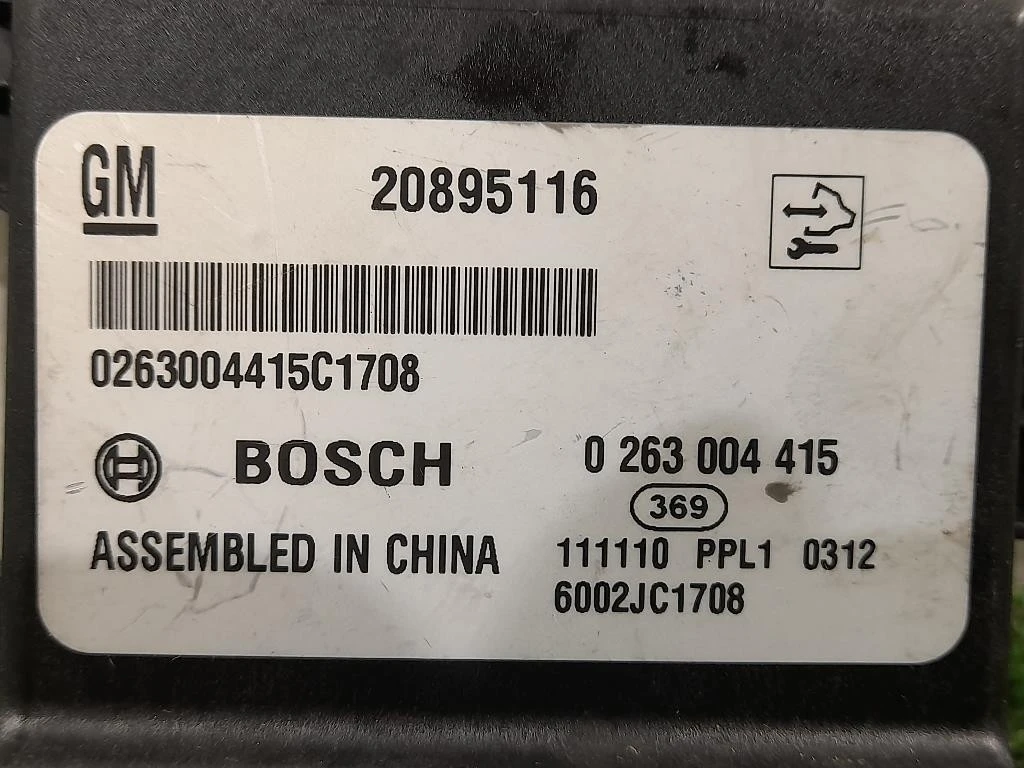 GM 20895116
0263004415C1708
BOSCH 0 263 004 415
369
ASSEMBLED IN CHINA 111110 PPL1 0312
6002JC1708